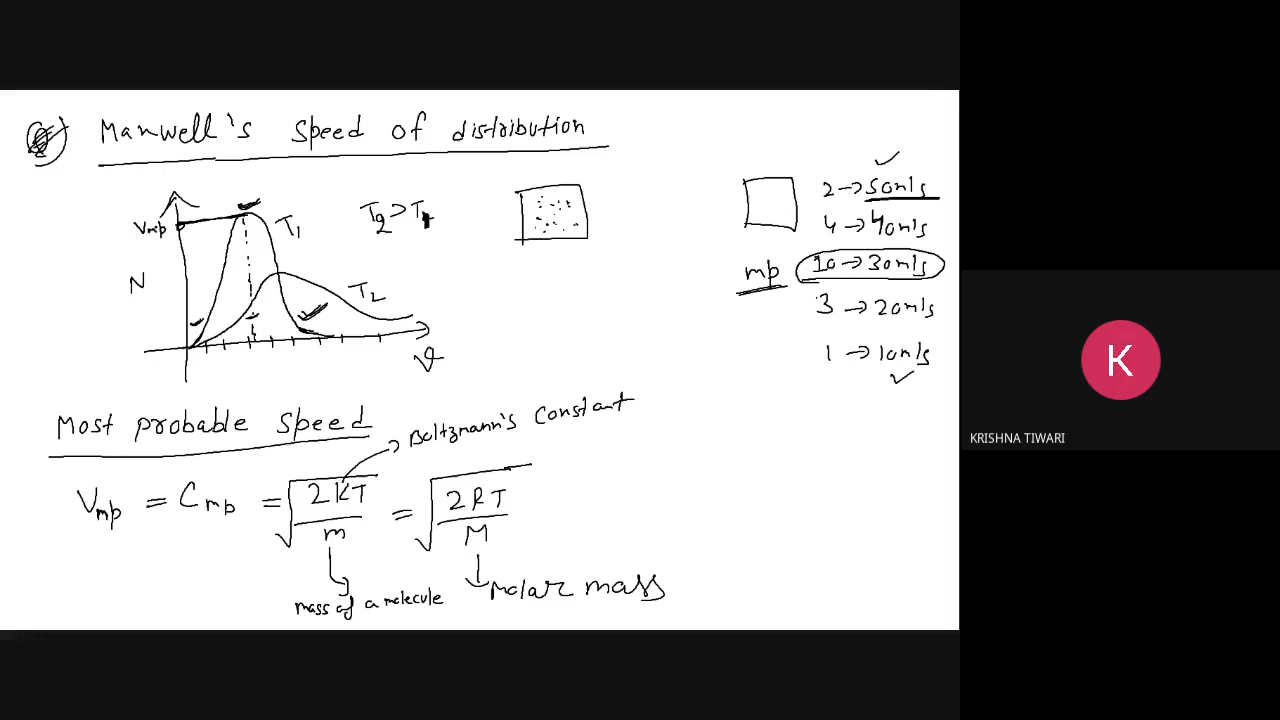 Maxwell's speed of distribution
Vmp
T1
T2 > T1
N
T2
v
2 → 50m/s
4 → 40m/s
mp 10 → 30m/s
3 → 20m/s
1 → 10m/s
Most probable speed
Boltzmann's Constant
Vmp = Cmp = √(2KT/m) = √(2RT/M)
mass of a molecule
Molar mass
K
KRISHNA TIWARI